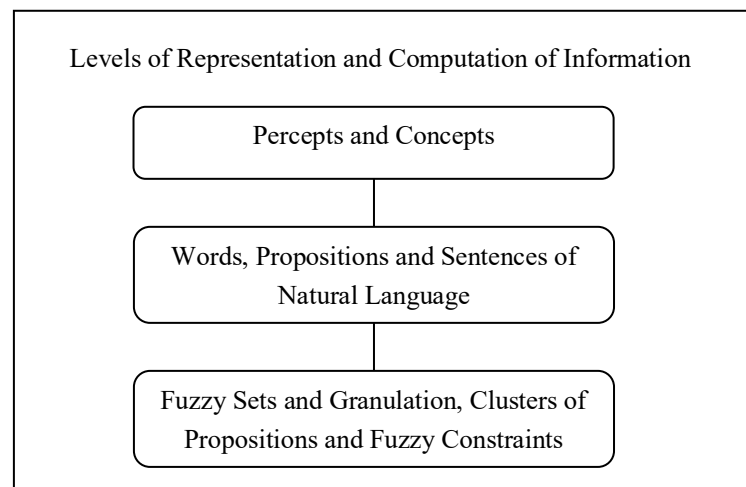 Levels of Representation and Computation of Information
Percepts and Concepts
Words, Propositions and Sentences of
Natural Language
Fuzzy Sets and Granulation, Clusters of
Propositions and Fuzzy Constraints